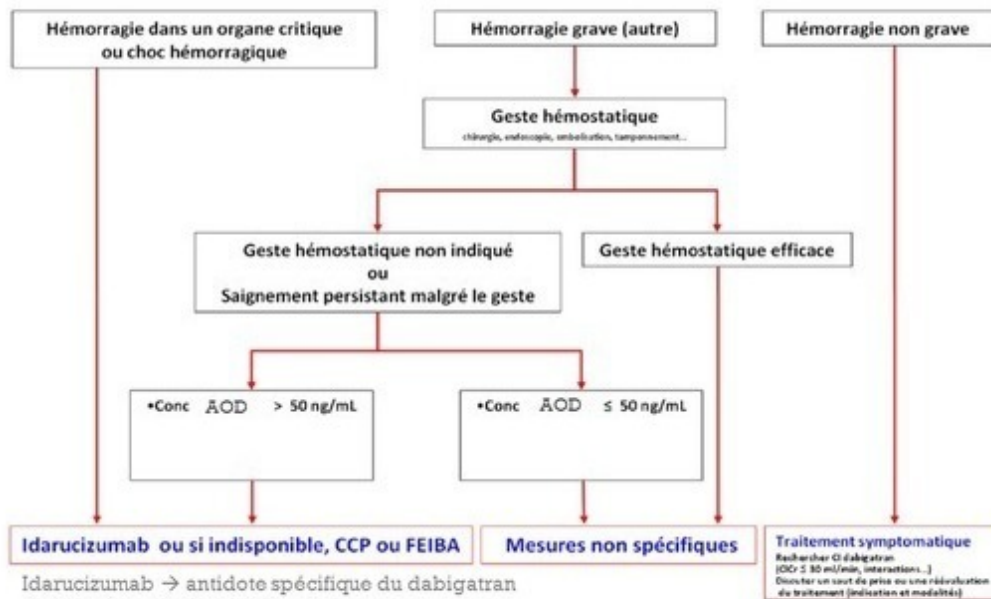 Hémorragie dans un organe critique
ou choc hémorragique
Hémorragie grave (autre)
Hémorragie non grave
Geste hémostatique
chirurgie, endoscopie, embolisation, tamponnement...
Geste hémostatique non indiqué
ou
Saignement persistant malgré le geste
Geste hémostatique efficace
•Conc AOD > 50 ng/mL
•Conc AOD ≤ 50 ng/mL
Idarucizumab ou si indisponible, CCP ou FEIBA
Mesures non spécifiques
Traitement symptomatique
Rechercher CI dabigatran
(ClCr ≤ 30 ml/min, interactions...)
Discuter un saut de prise ou une réévaluation
du traitement (indication et modalités)
Idarucizumab → antidote spécifique du dabigatran